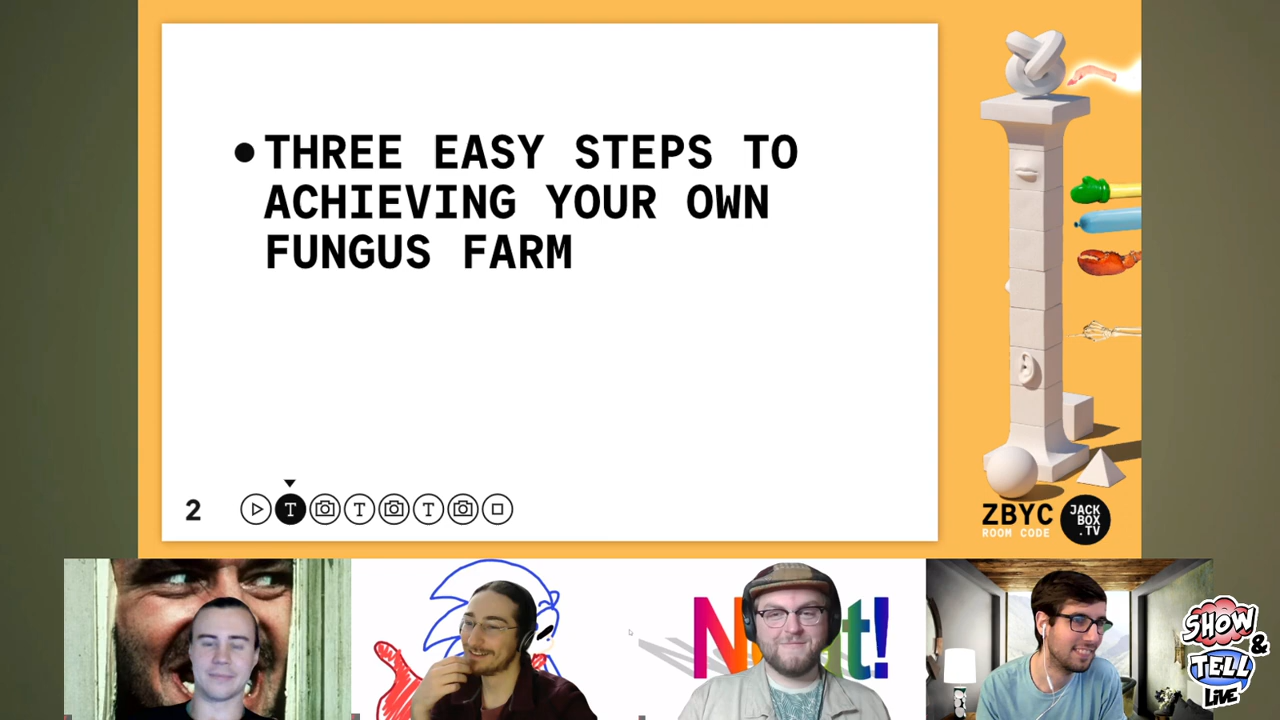 ● THREE EASY STEPS TO
ACHIEVING YOUR OWN
FUNGUS FARM
2
T
T
T
ZBYC
ROOM CODE
JACK
BOX
.TV
SHOW
&
TELL
LIVE